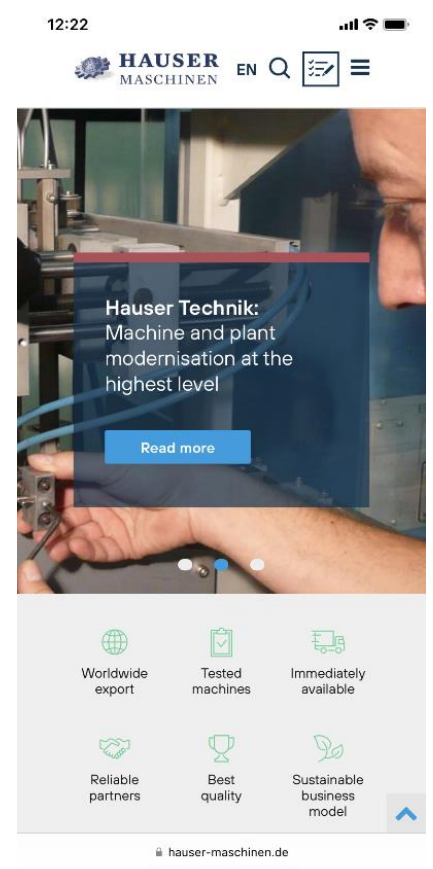 12:22
HAUSER
MASCHINEN
EN
Hauser Technik:
Machine and plant
modernisation at the
highest level
Read more
Worldwide
export
Tested
machines
Immediately
available
Reliable
partners
Best
quality
Sustainable
business
model
hauser-maschinen.de